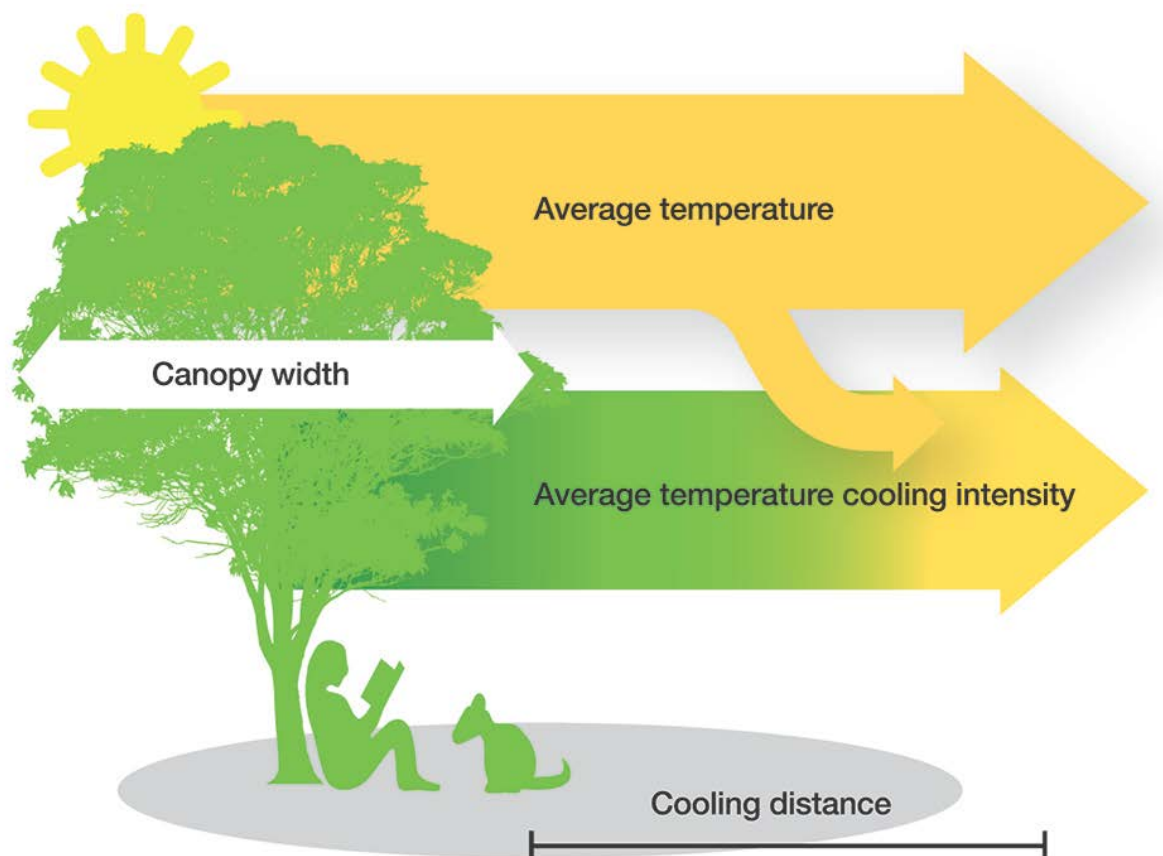 Average temperature
Canopy width
Average temperature cooling intensity
Cooling distance